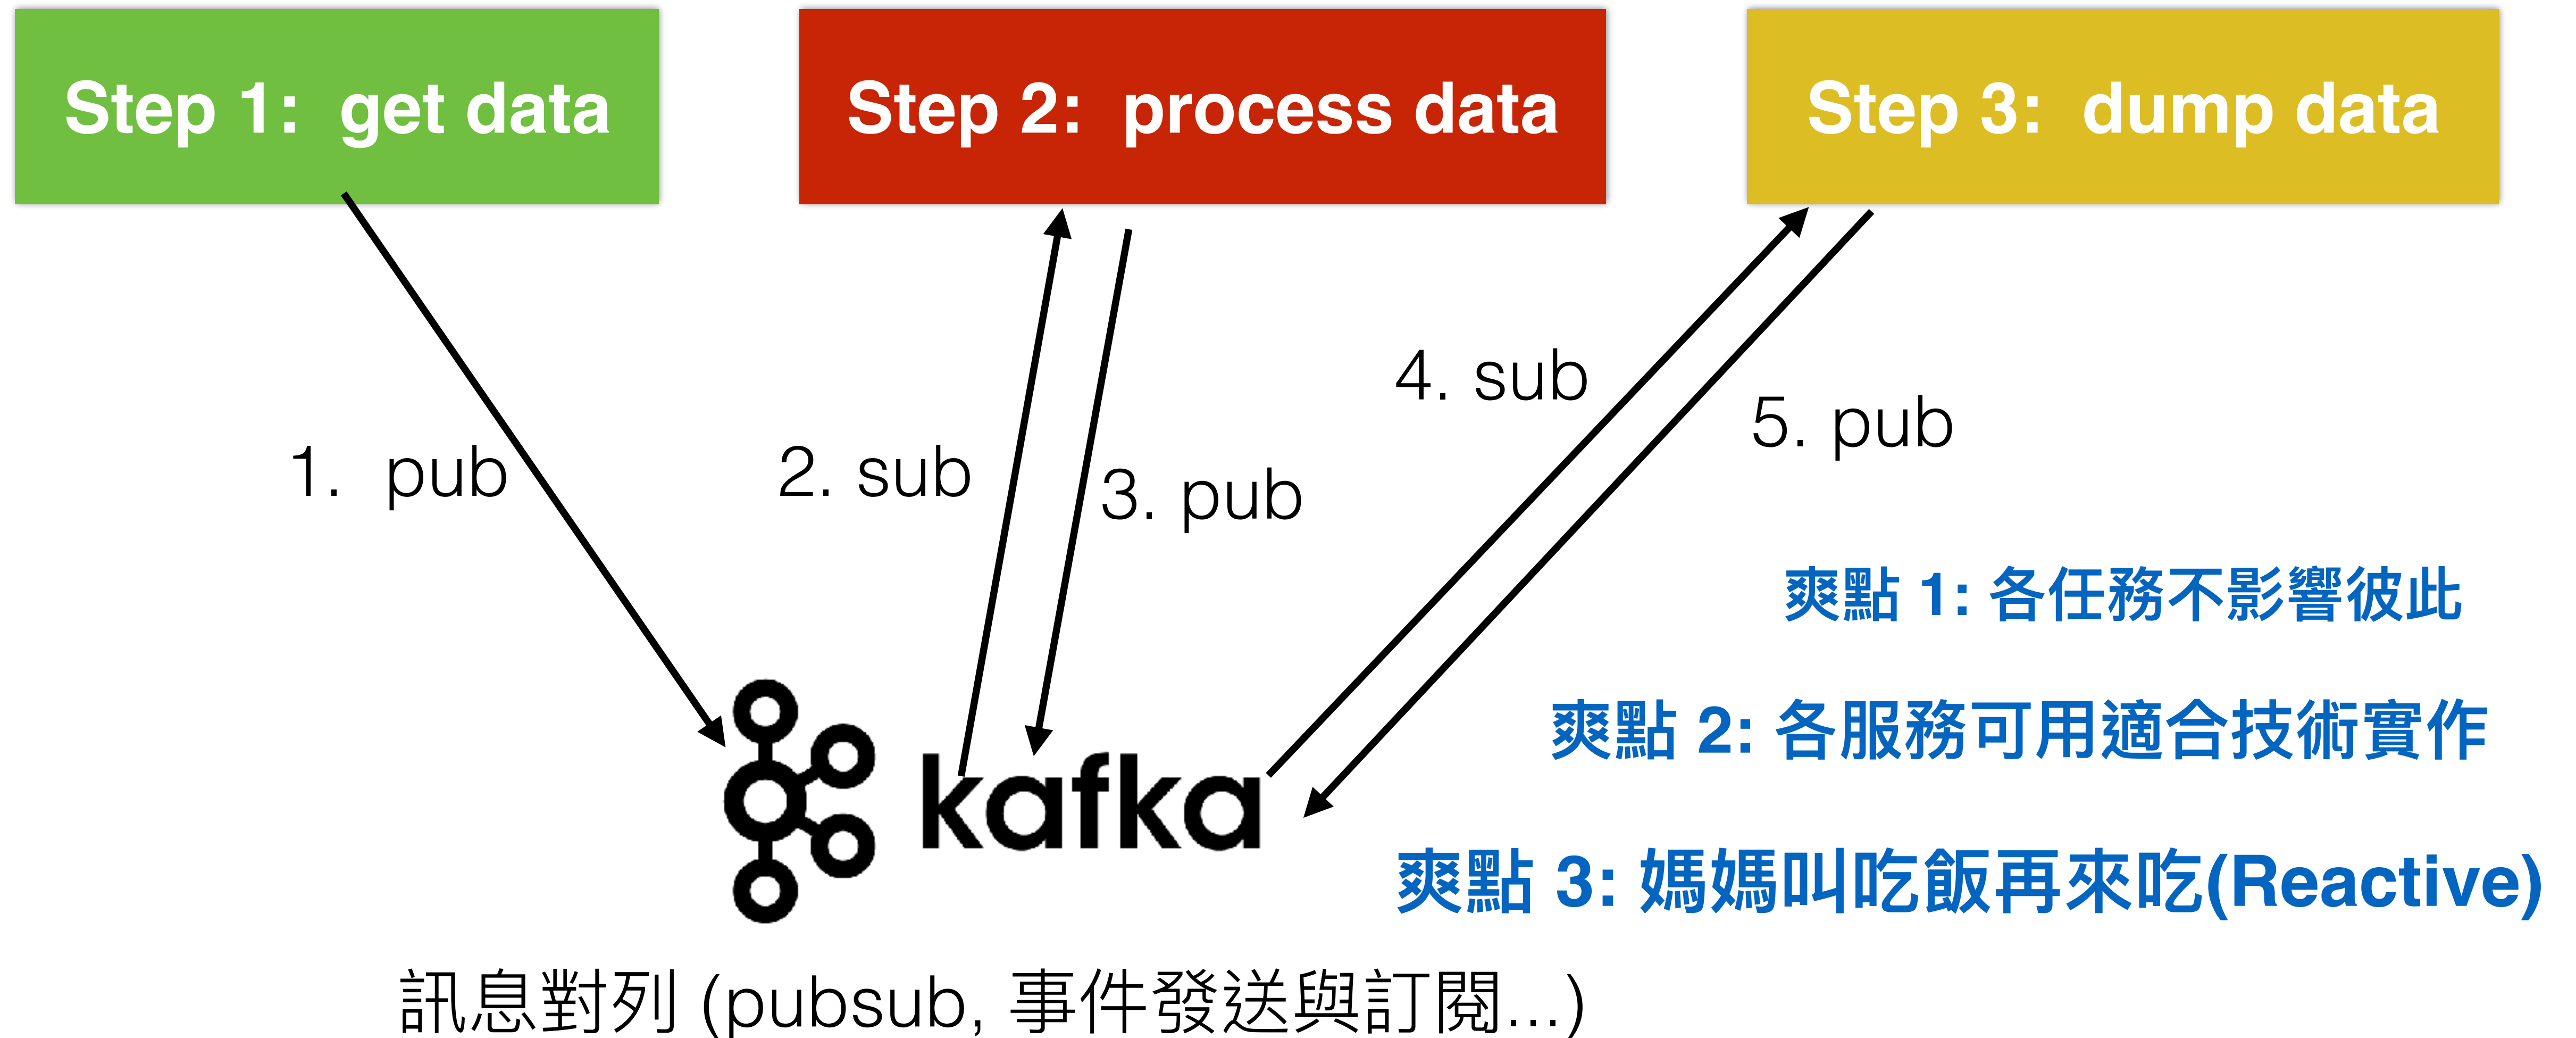 Step 1:  get data
Step 2:  process data
Step 3:  dump data
1.  pub
2. sub
3. pub
4. sub
5. pub
爽點 1: 各任務不影響彼此
爽點 2: 各服務可用適合技術實作
爽點 3: 媽媽叫吃飯再來吃(Reactive)
kafka
訊息對列 (pubsub, 事件發送與訂閱...)